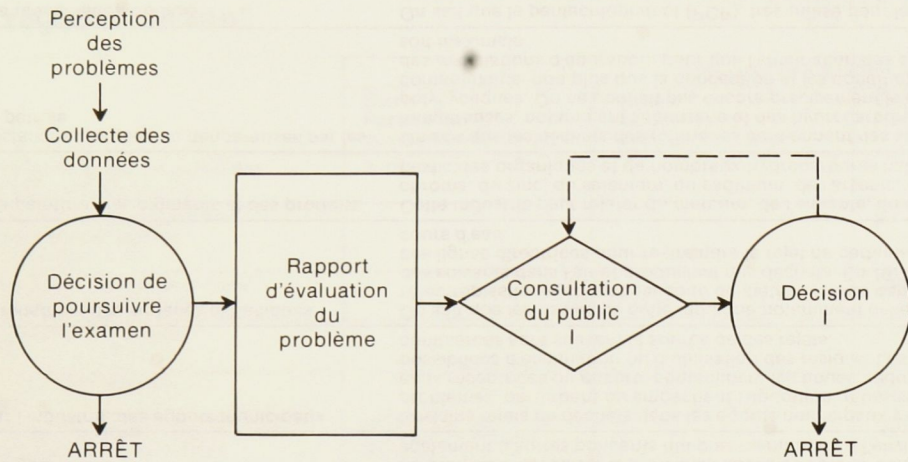 Perception
des
problèmes
Collecte des
données
Décision de
poursuivre
l'examen
ARRÊT
Rapport
d'évaluation
du
problème
Consultation
du public
I
Décision
I
ARRÊT